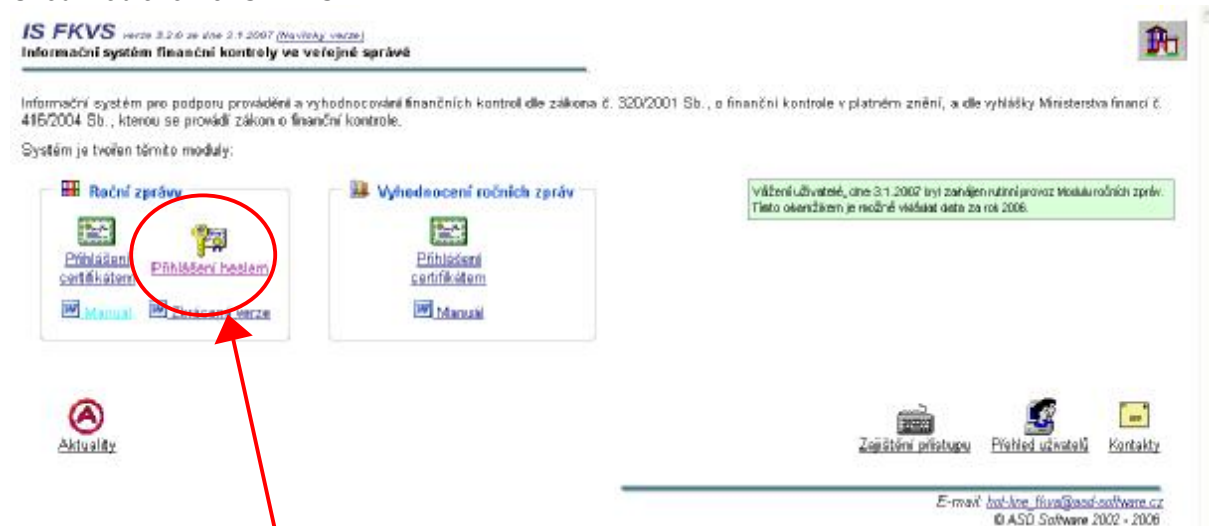 IS FKVS verze 3.2.0 ze dne 2.1.2007 (Novinky verze)
Informační systém finanční kontroly ve veřejné správě
Informační systém pro podporu provádění a vyhodnocování finančních kontrol dle zákona č. 320/2001 Sb., o finanční kontrole v platném znění, a dle vyhlášky Ministerstva financí č.
416/2004 Sb., kterou se provádí zákon o finanční kontrole.
Systém je tvořen těmito moduly:
Roční zprávy
Vyhodnocení ročních zpráv
Vážení uživatelé, dne 3.1.2007 byl zahájen rutinní provoz Modulu ročních zpráv.
Tímto okamžikem je možné vkládat data za rok 2006.
Přihlášení
certifikátem
Přihlášení heslem
Přihlášení
certifikátem
Manuál
Zkrácená verze
Manuál
Aktuality
Zajištění přístupu
Přehled uživatelů
Kontakty
E-mail: hot-line_fkvs@asd-software.cz
© ASD Software 2002 - 2006